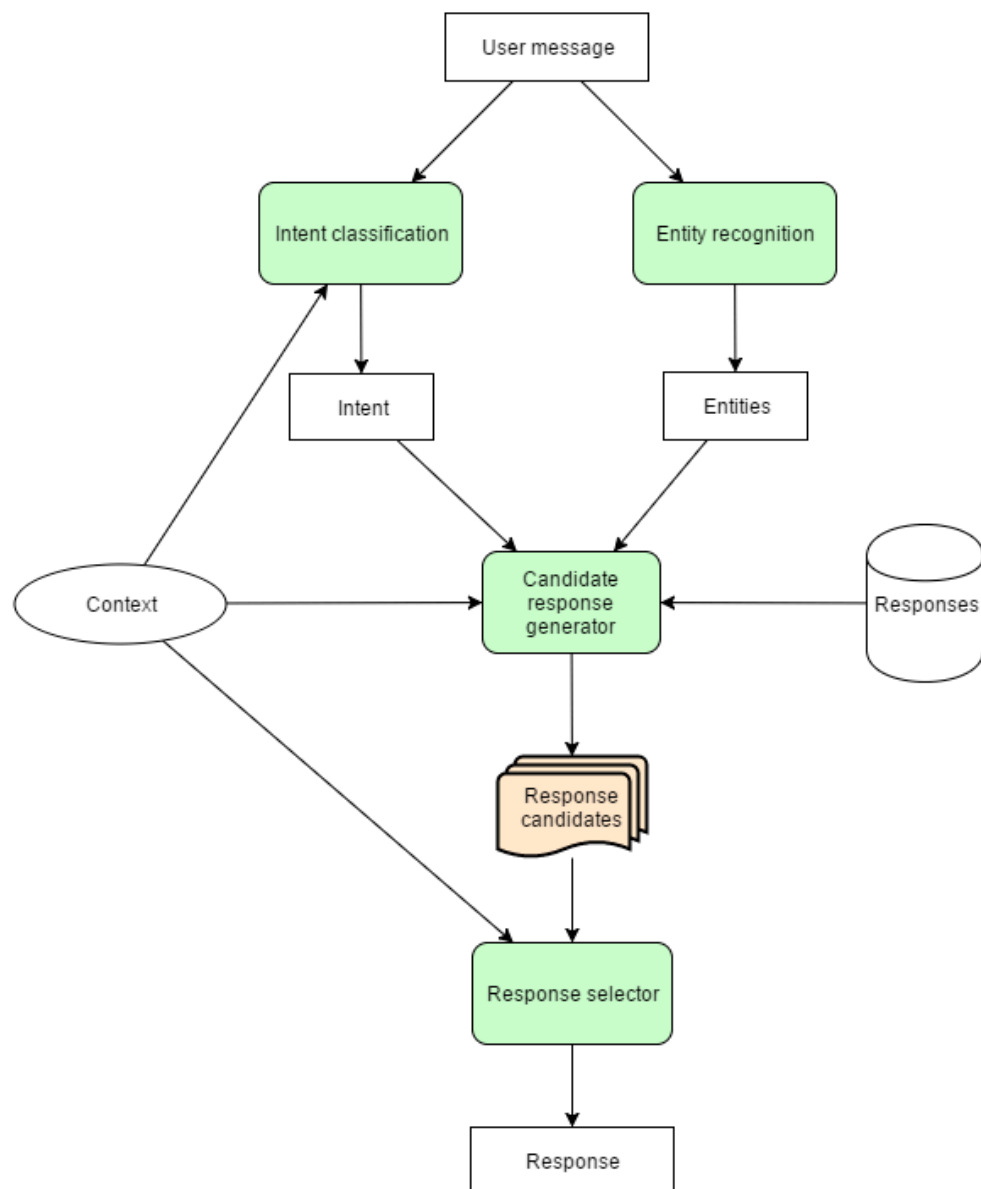 User message
Intent classification
Entity recognition
Intent
Entities
Context
Candidate
response
generator
Responses
Response
candidates
Response selector
Response